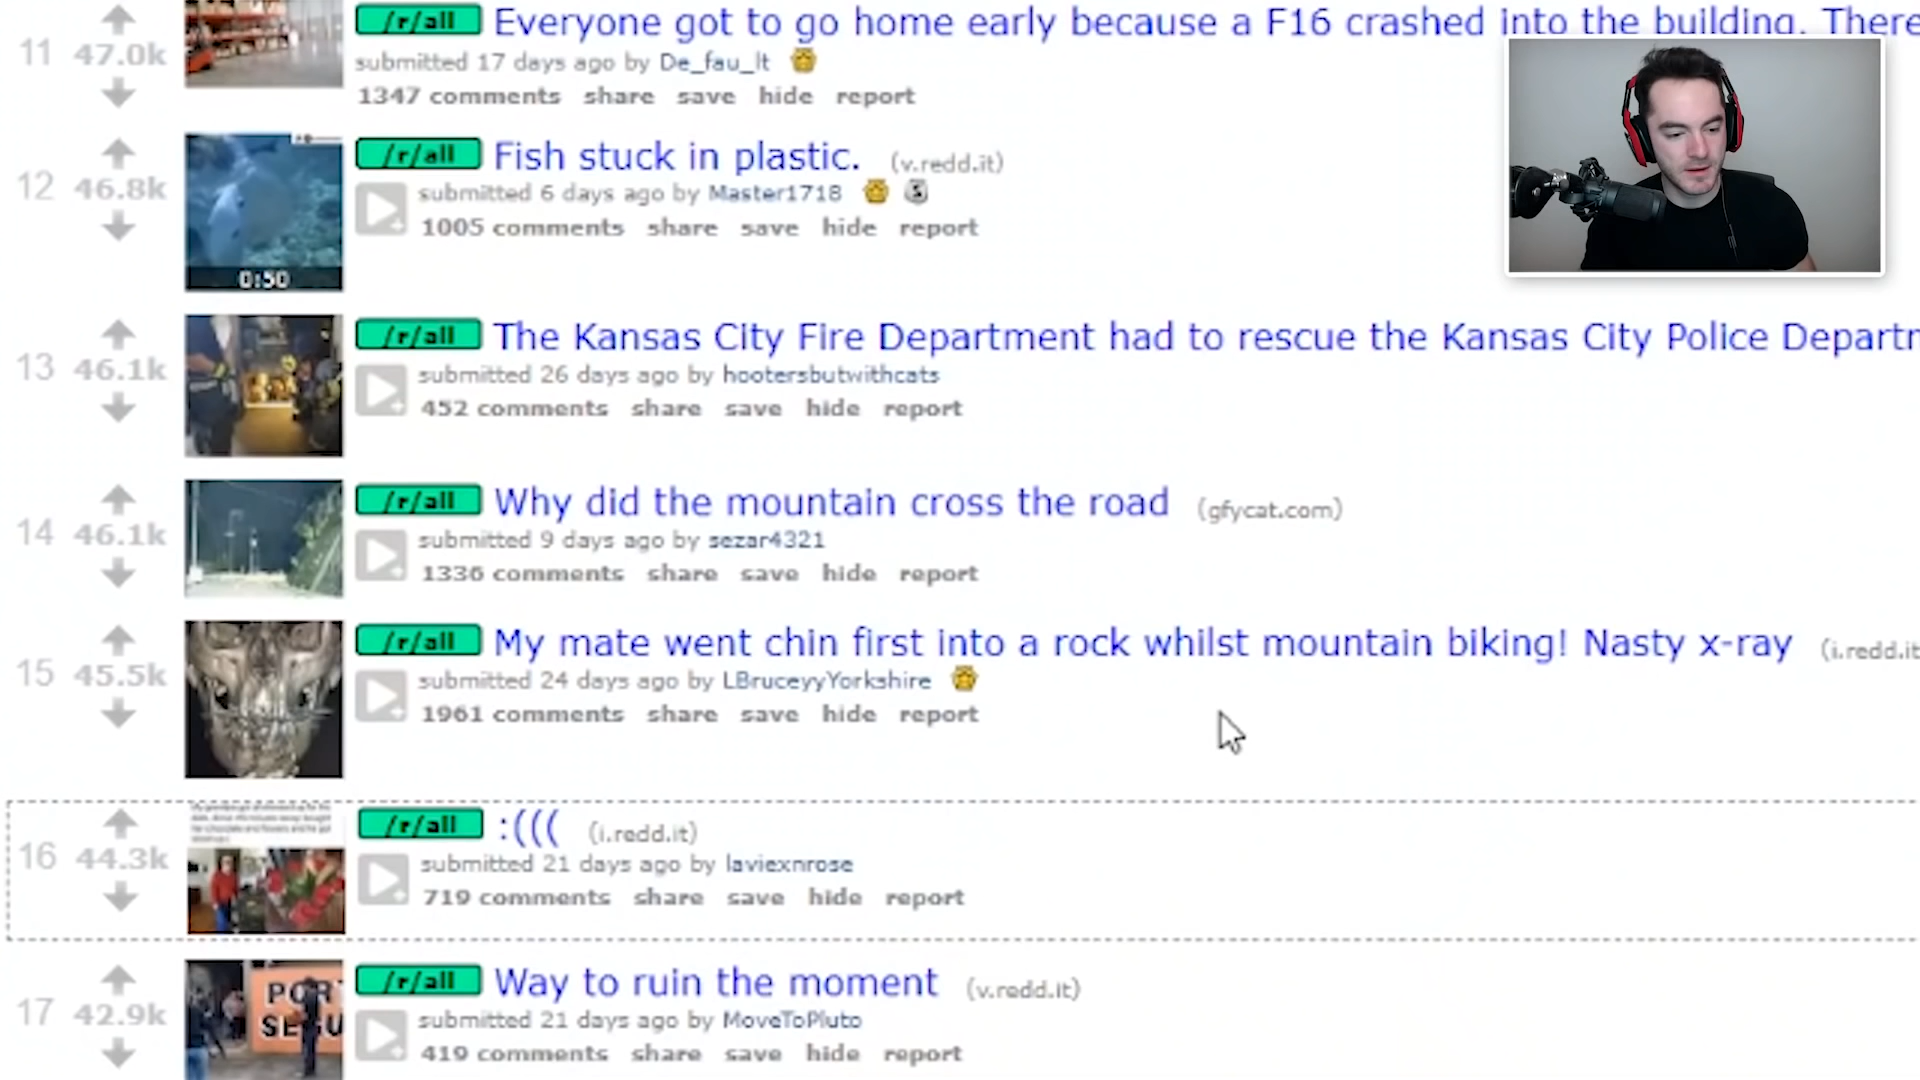 /r/all Everyone got to go home early because a F16 crashed into the building. There
11 47.0k
submitted 17 days ago by De_fau_lt
1347 comments share save hide report
/r/all Fish stuck in plastic. (v.redd.it)
12 46.8k
submitted 6 days ago by Master1718
1005 comments share save hide report
0:50
/r/all The Kansas City Fire Department had to rescue the Kansas City Police Departm
13 46.1k
submitted 26 days ago by hootersbutwithcats
452 comments share save hide report
/r/all Why did the mountain cross the road (gfycat.com)
14 46.1k
submitted 9 days ago by sezar4321
1336 comments share save hide report
/r/all My mate went chin first into a rock whilst mountain biking! Nasty x-ray (i.redd.it
15 45.5k
submitted 24 days ago by LBruceyyYorkshire
1961 comments share save hide report
/r/all :((( (i.redd.it)
16 44.3k
submitted 21 days ago by laviexnrose
719 comments share save hide report
/r/all Way to ruin the moment (v.redd.it)
17 42.9k
submitted 21 days ago by MoveToPluto
419 comments share save hide report
PORT
SEGU